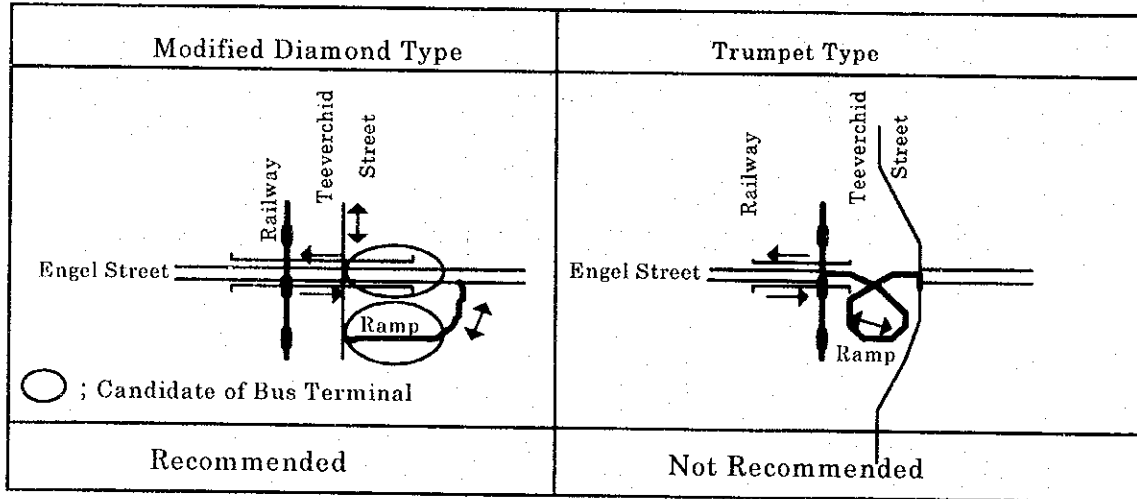 Modified Diamond Type
Trumpet Type
Railway
Teeverchid
Street
Engel Street
Ramp
; Candidate of Bus Terminal
Railway
Teeverchid
Street
Engel Street
Ramp
Recommended
Not Recommended